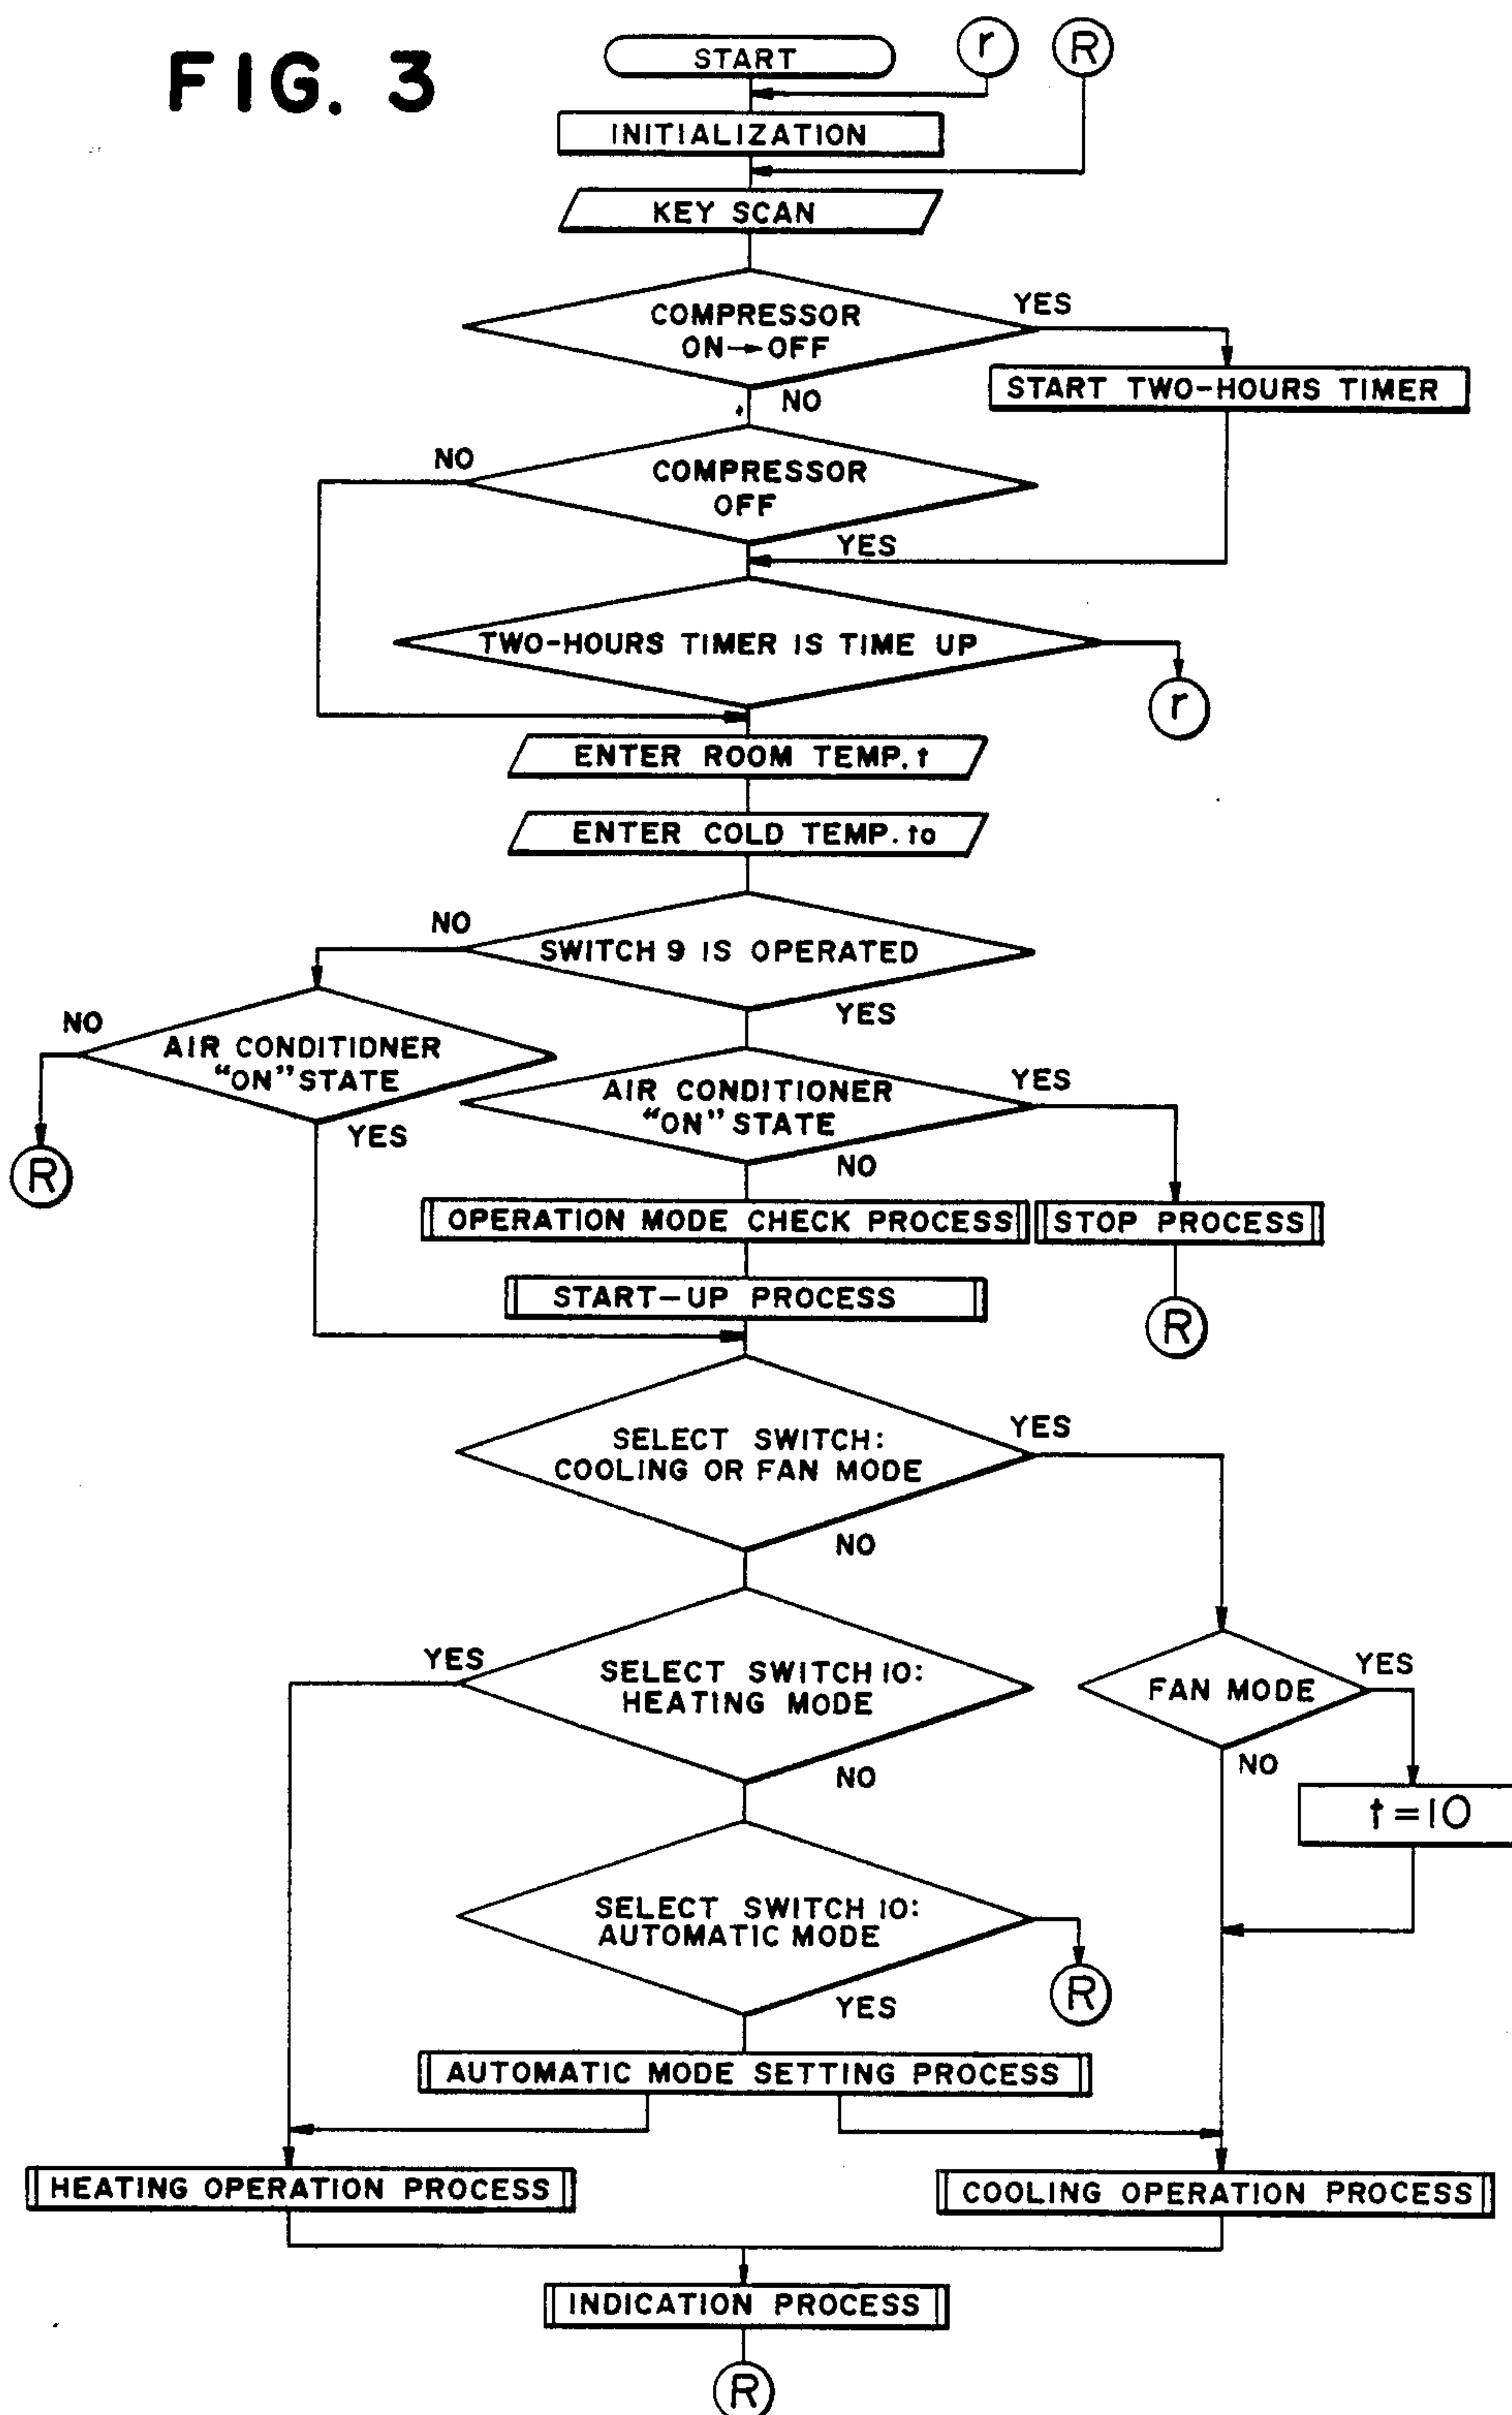 FIG. 3
START
r
R
INITIALIZATION
KEY SCAN
COMPRESSOR
ON→OFF
YES
START TWO-HOURS TIMER
NO
COMPRESSOR
OFF
NO
YES
TWO-HOURS TIMER IS TIME UP
r
ENTER ROOM TEMP. t
ENTER COLD TEMP. to
SWITCH 9 IS OPERATED
NO
YES
AIR CONDITIDNER
"ON" STATE
NO
YES
R
AIR CONDITIONER
"ON" STATE
YES
NO
OPERATION MODE CHECK PROCESS
STOP PROCESS
START-UP PROCESS
R
SELECT SWITCH:
COOLING OR FAN MODE
YES
NO
SELECT SWITCH 10:
HEATING MODE
YES
NO
FAN MODE
YES
NO
t=10
SELECT SWITCH 10:
AUTOMATIC MODE
R
YES
AUTOMATIC MODE SETTING PROCESS
HEATING OPERATION PROCESS
COOLING OPERATION PROCESS
INDICATION PROCESS
R